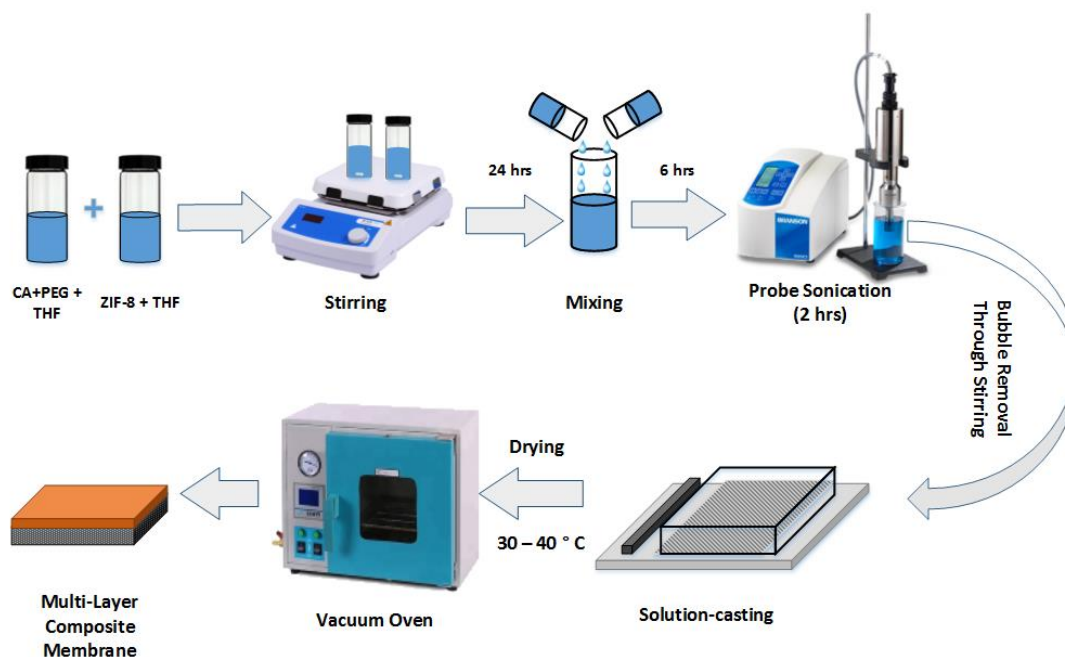 CA+PEG +
THF
+
ZIF-8 + THF
Stirring
24 hrs
Mixing
6 hrs
BRANSON
Probe Sonication
(2 hrs)
Bubble Removal
Through Stirring
Solution-casting
Drying
30 – 40 ° C
Vacuum Oven
Multi-Layer
Composite
Membrane